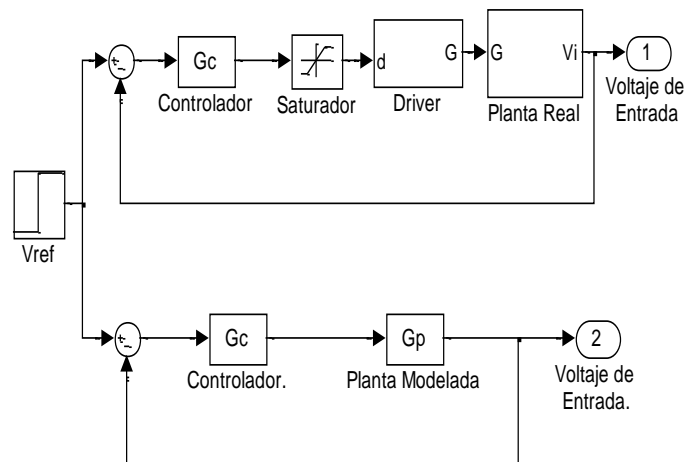 +
-
Gc
Controlador
Saturador
d
G
Driver
G
Vi
Planta Real
1
Voltaje de
Entrada
Vref
+
-
Gc
Controlador.
Gp
Planta Modelada
2
Voltaje de
Entrada.